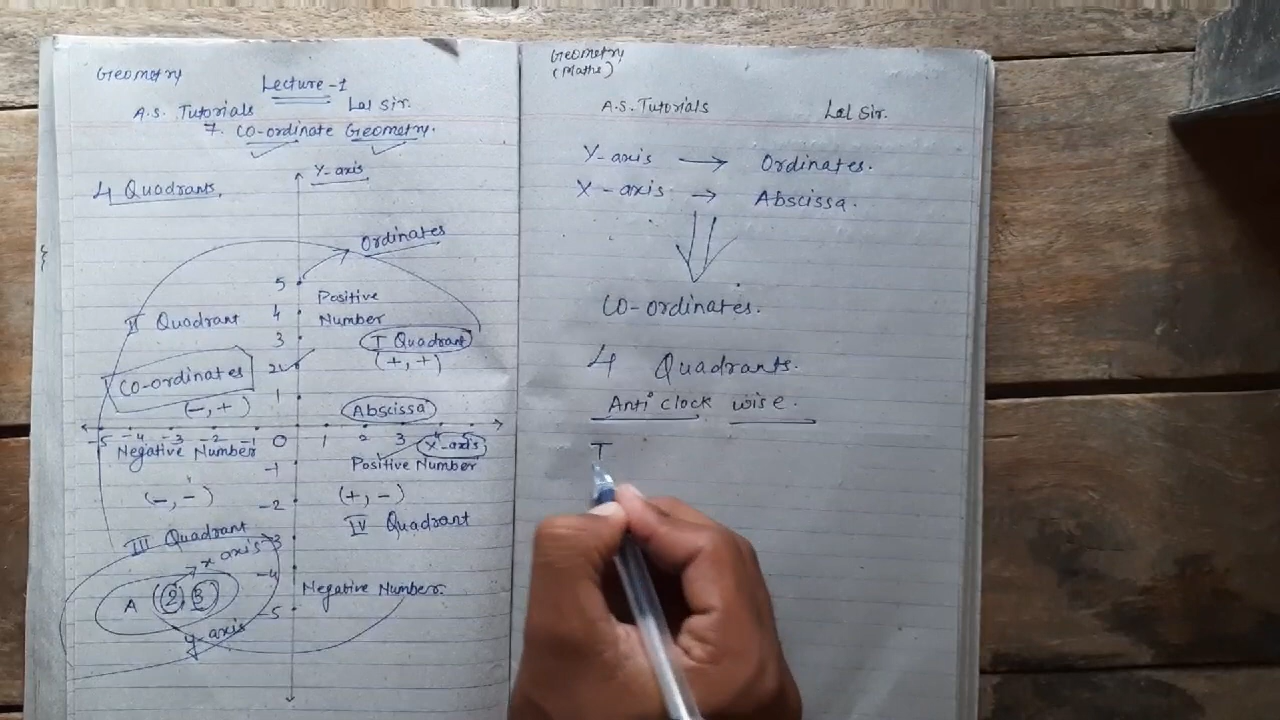 Geometry
Lecture-1
A.S. Tutorials Lal Sir.
7. CO-ordinate Geometry.
Y-axis
4 Quadrants
Ordinates
5
Positive
4
Number
II Quadrant
3
I Quadrant
(+, +)
2
CO-ordinates
1
(-, +)
Abscissa
-5 -4 -3 -2 -1 0 1 2 3 4 5
X-axis
Negative Number
-1
Positive Number
(-, -)
-2
(+, -)
III Quadrant
IV Quadrant
x axis
-3
-4
A (2, 3)
Negative Number.
-5
y-axis
Geometry
(Maths)
A.S. Tutorials Lal Sir.
Y-axis → Ordinates.
X-axis → Abscissa.
CO-ordinates.
4 Quadrants.
Anti clock wise.